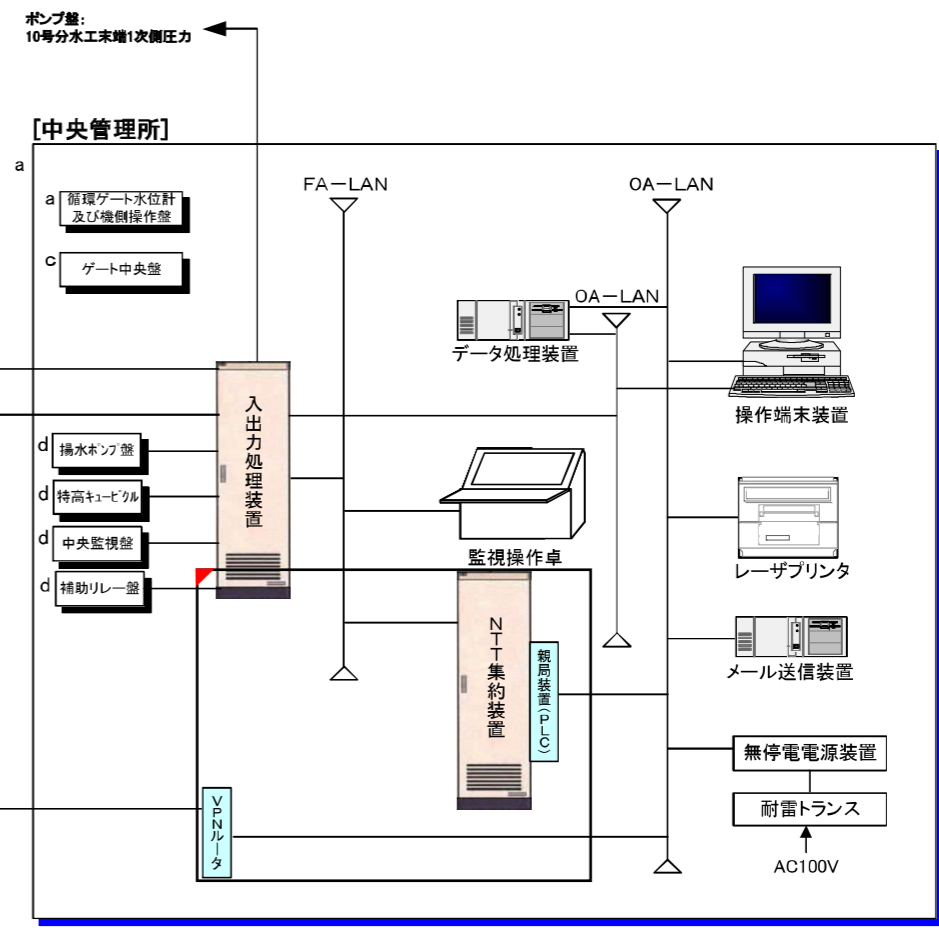 ポンプ盤:
10号分水工末端1次側圧力
[中央管理所]
a
a
循環ゲート水位計
及び機側操作盤
c
ゲート中央盤
FA-LAN
OA-LAN
OA-LAN
データ処理装置
操作端末装置
入出力処理装置
d
揚水ポンプ盤
d
特高キュービクル
d
中央監視盤
d
補助リレー盤
監視操作卓
レーザプリンタ
NTT集約装置
親局装置(PLC)
メール送信装置
無停電電源装置
耐雷トランス
AC100V
VPNルータ